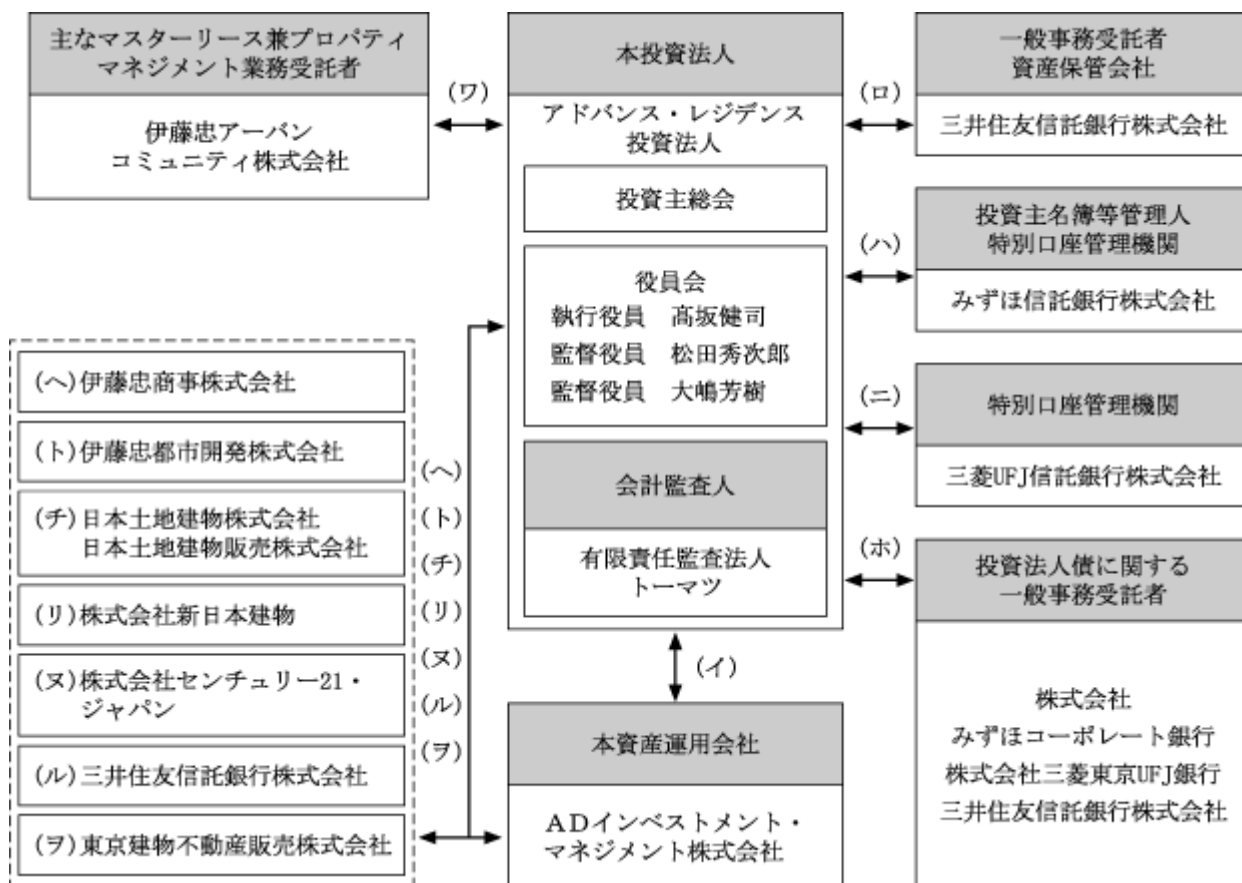 主なマスターリース兼プロパティ
マネジメント業務受託者
伊藤忠アーバン
コミュニティ株式会社
(ワ)
本投資法人
アドバンス・レジデンス
投資法人
投資主総会
役員会
執行役員 髙坂健司
監督役員 松田秀次郎
監督役員 大嶋芳樹
会計監査人
有限責任監査法人
トーマツ
(ロ)
一般事務受託者
資産保管会社
三井住友信託銀行株式会社
(ハ)
投資主名簿等管理人
特別口座管理機関
みずほ信託銀行株式会社
(ニ)
特別口座管理機関
三菱UFJ信託銀行株式会社
(ホ)
投資法人債に関する
一般事務受託者
株式会社
みずほコーポレート銀行
株式会社三菱東京UFJ銀行
三井住友信託銀行株式会社
(ヘ)伊藤忠商事株式会社
(ト)伊藤忠都市開発株式会社
(チ)日本土地建物株式会社
日本土地建物販売株式会社
(リ)株式会社新日本建物
(ヌ)株式会社センチュリー21・
ジャパン
(ル)三井住友信託銀行株式会社
(ヲ)東京建物不動産販売株式会社
(ヘ)
(ト)
(チ)
(リ)
(ヌ)
(ル)
(ヲ)
(イ)
本資産運用会社
ADインベストメント・
マネジメント株式会社